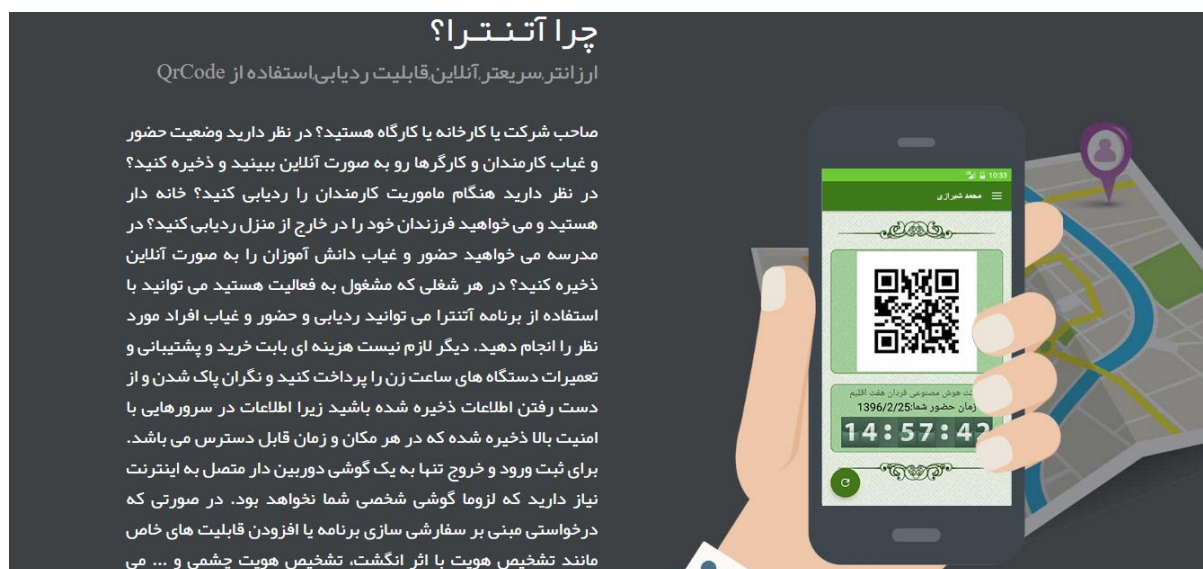 چرا آتـنـتـرا؟
ارزانتر,سریعتر,آنلاین,قابلیت ردیابی,استفاده از QrCode
صاحب شرکت یا کارخانه یا کارگاه هستید؟ در نظر دارید وضعیت حضور
و غیاب کارمندان و کارگرها رو به صورت آنلاین ببینید و ذخیره کنید؟
در نظر دارید هنگام ماموریت کارمندان را ردیابی کنید؟ خانه دار
هستید و می خواهید فرزندان خود را در خارج از منزل ردیابی کنید؟ در
مدرسه می خواهید حضور و غیاب دانش آموزان را به صورت آنلاین
ذخیره کنید؟ در هر شغلی که مشغول به فعالیت هستید می توانید با
استفاده از برنامه آتنترا می توانید ردیابی و حضور و غیاب افراد مورد
نظر را انجام دهید. دیگر لازم نیست هزینه ای بابت خرید و پشتیبانی و
تعمیرات دستگاه های ساعت زن را پرداخت کنید و نگران پاک شدن و از
دست رفتن اطلاعات ذخیره شده باشید زیرا اطلاعات در سرورهایی با
امنیت بالا ذخیره شده که در هر مکان و زمان قابل دسترس می باشد.
برای ثبت ورود و خروج تنها به یک گوشی دوربین دار متصل به اینترنت
نیاز دارید که لزوما گوشی شخصی شما نخواهد بود. در صورتی که
درخواستی مبنی بر سفارشی سازی برنامه یا افزودن قابلیت های خاص
مانند تشخیص هویت با اثر انگشت، تشخیص هویت چشمی و ... می
10:33
محمد شیرازی
هوش مصنوعی فردان هفت اقلیم
زمان حضور شما:1396/2/25
14:57:42